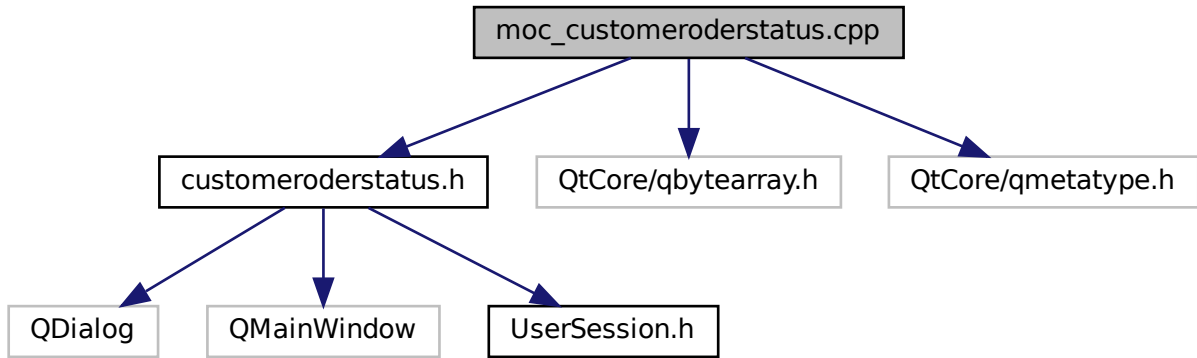 moc_customeroderstatus.cpp
customeroderstatus.h
QtCore/qbytearray.h
QtCore/qmetatype.h
QDialog
QMainWindow
UserSession.h